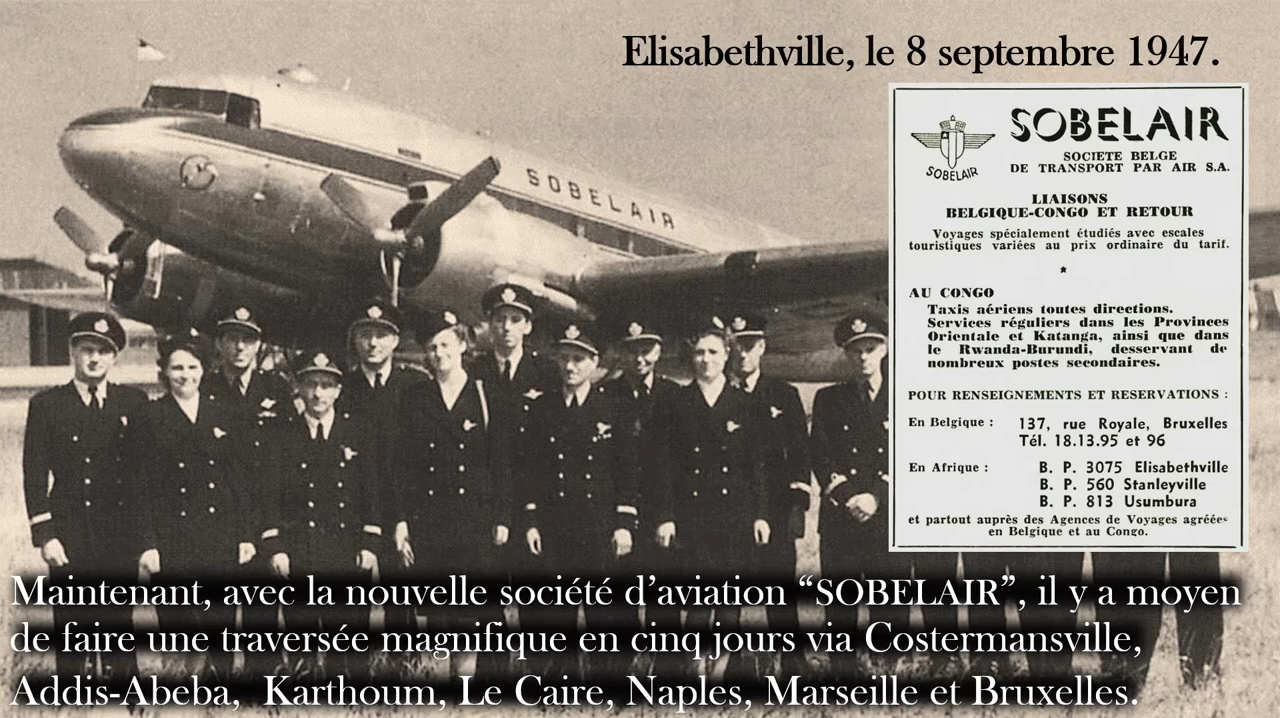 Elisabethville, le 8 septembre 1947.
SOBELAIR
SOBELAIR
SOBELAIR
SOCIETE BELGE
DE TRANSPORT PAR AIR S.A.
LIAISONS
BELGIQUE-CONGO ET RETOUR
Voyages spécialement étudiés avec escales
touristiques variées au prix ordinaire du tarif.
*
AU CONGO
Taxis aériens toutes directions.
Services réguliers dans les Provinces
Orientale et Katanga, ainsi que dans
le Rwanda-Burundi, desservant de
nombreux postes secondaires.
POUR RENSEIGNEMENTS ET RESERVATIONS :
En Belgique : 137, rue Royale, Bruxelles
Tél. 18.13.95 et 96
En Afrique : B. P. 3075 Elisabethville
B. P. 560 Stanleyville
B. P. 813 Usumbura
et partout auprès des Agences de Voyages agréées
en Belgique et au Congo.
Maintenant, avec la nouvelle société d’aviation “SOBELAIR”, il y a moyen
de faire une traversée magnifique en cinq jours via Costermansville,
Addis-Abeba, Karthoum, Le Caire, Naples, Marseille et Bruxelles.